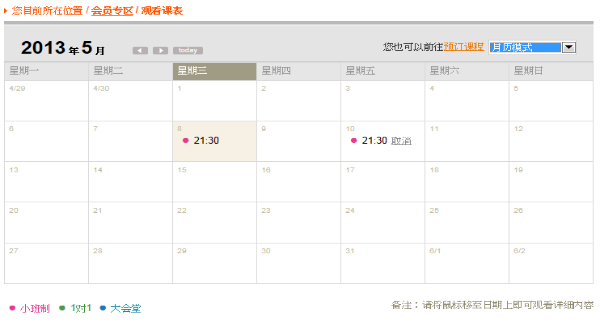 您目前所在位置 / 会员专区 / 观看课表
2013 年 5 月 today 您也可以前往预订课程 月历模式
星期一 星期二 星期三 星期四 星期五 星期六 星期日
4/29 4/30 1 2 3 4 5
6 7 8 9 10 11 12
21:30 21:30 取消
13 14 15 16 17 18 19
20 21 22 23 24 25 26
27 28 29 30 31 6/1 6/2
小班制 1对1 大会堂 备注：请将鼠标移至日期上即可观看详细内容